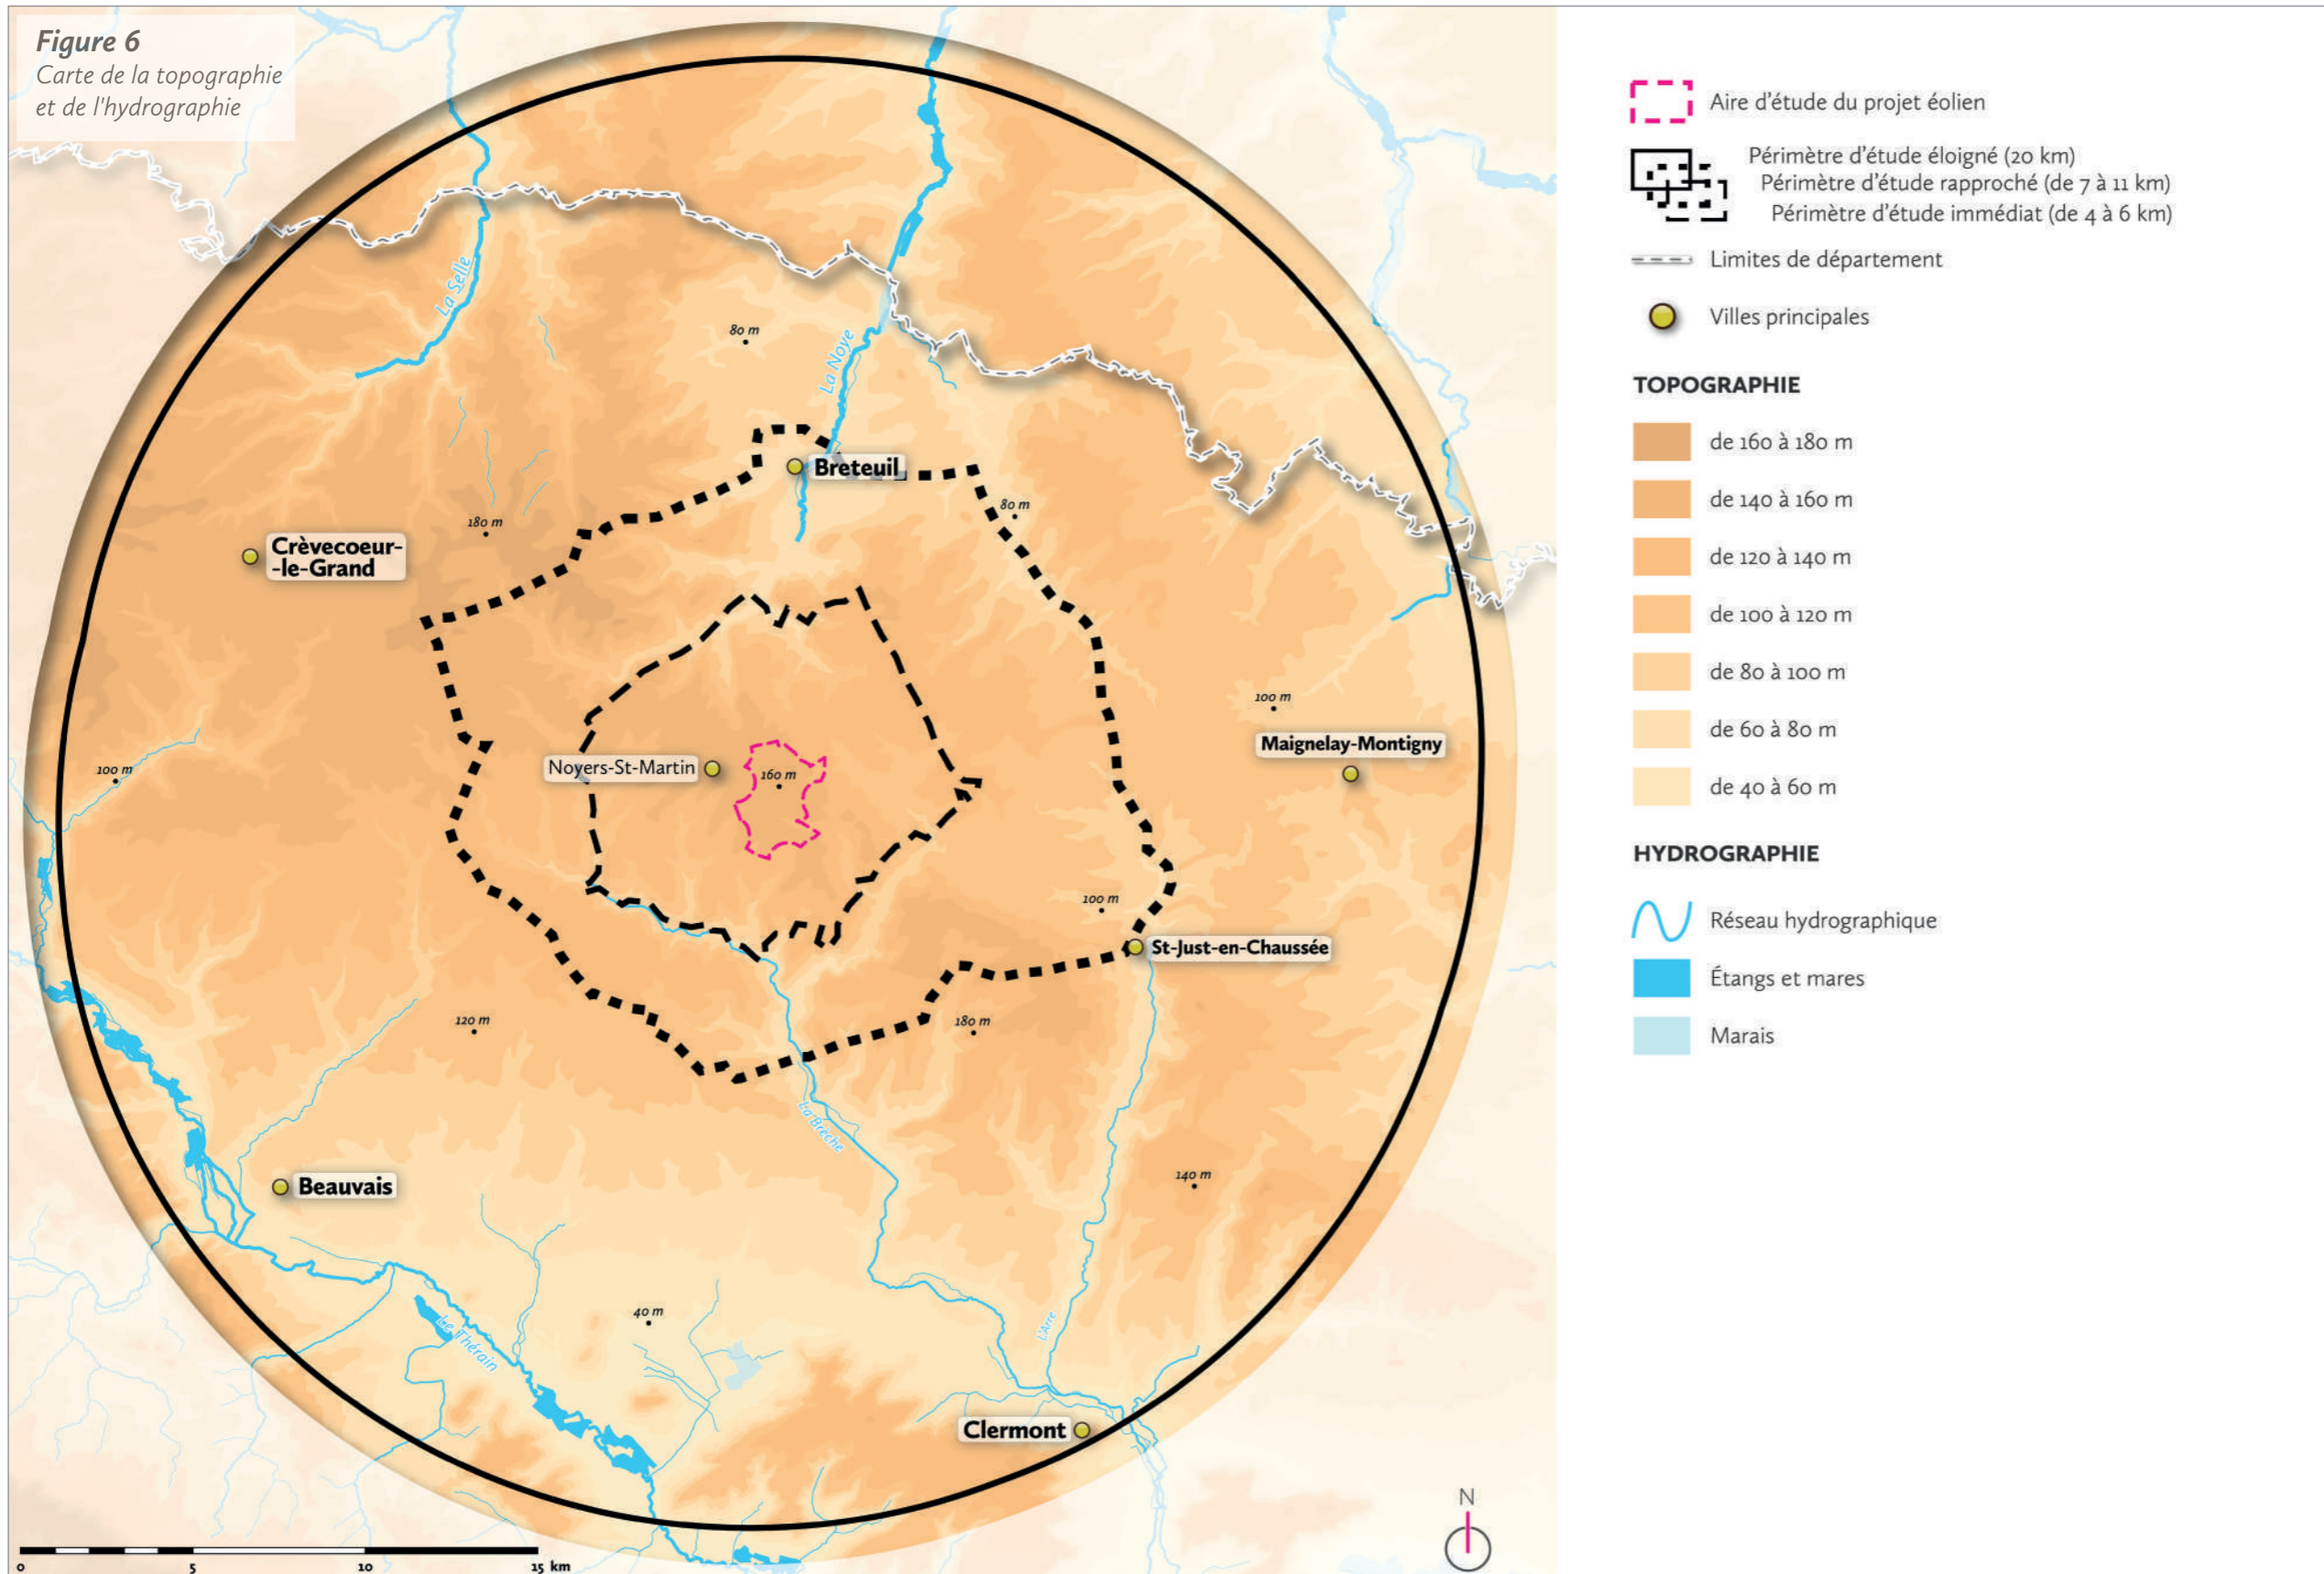 Figure 6
Carte de la topographie
et de l'hydrographie
La Selle
80 m
La Noye
Breteuil
80 m
180 m
Crèvecoeur-
-le-Grand
100 m
Maignelay-Montigny
Noyers-St-Martin
160 m
100 m
100 m
St-Just-en-Chaussée
120 m
180 m
La Brèche
140 m
Beauvais
40 m
L'Arre
Le Thérain
Clermont
N
0 5 10 15 km
Aire d'étude du projet éolien
Périmètre d'étude éloigné (20 km)
Périmètre d'étude rapproché (de 7 à 11 km)
Périmètre d'étude immédiat (de 4 à 6 km)
Limites de département
Villes principales
TOPOGRAPHIE
de 160 à 180 m
de 140 à 160 m
de 120 à 140 m
de 100 à 120 m
de 80 à 100 m
de 60 à 80 m
de 40 à 60 m
HYDROGRAPHIE
Réseau hydrographique
Étangs et mares
Marais